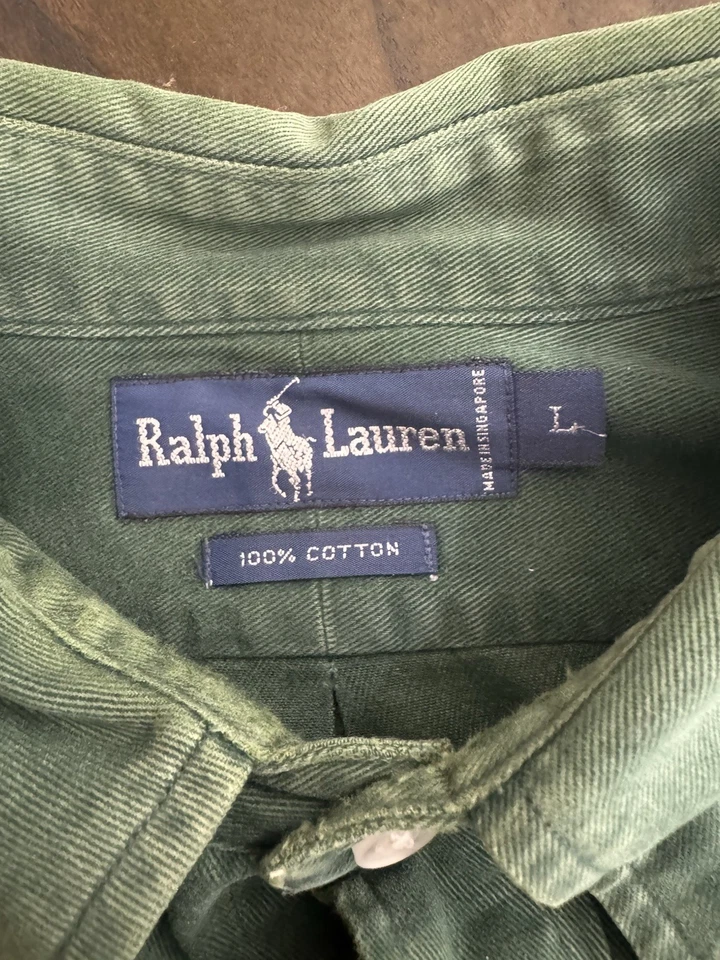 Ralph Lauren
MADE IN SINGAPORE
L
100% COTTON